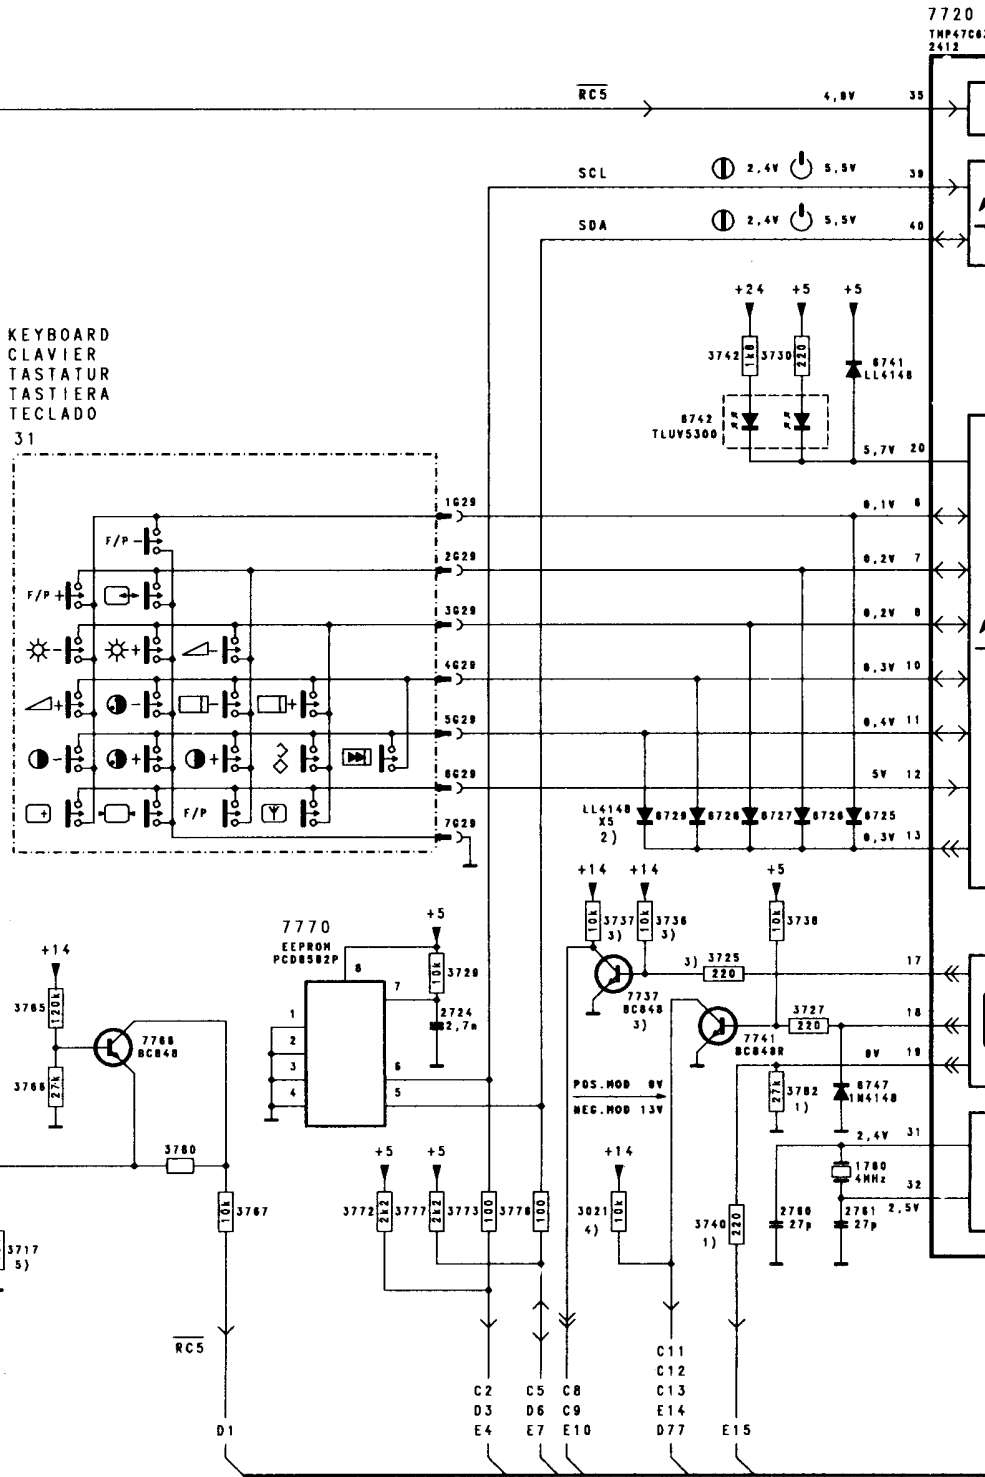 7720
2412
RC5
4,8V 35
SCL 2,4V 5,5V 39
SDA 2,4V 5,5V 40
+24 +5 +5
KEYBOARD
CLAVIER
TASTATUR
TASTIERA
TECLADO
31
3742 1k8 3730 220
6741
LL4148
6742
TLUV5300
5,7V 20
1G29 0,1V 6
F/P -
2G29 0,2V 7
F/P +
3G29 0,2V 8
- + -
4G29 0,3V 10
+ - - +
5G29 0,4V 11
- + +
6G29 5V 12
+ F/P
LL4148
X5
2)
6729 6728 6727 6726 6725
7G29 0,3V 13
+14 +14 +5
10k 3737 3) 10k 3736 3) 10k 3738
7770
EEPROM
PCD8582P
+5
8
10k 3729
7
2724
2,7n
1
2
3
4
6
5
+14
3765 120k
7766
BC848
3766 27k
3) 3725 220 17
7737
BC848
3)
3727 220 18
7741
BC848R
0V 19
27k 3782 1)
6747
1N4148
POS.MOD 0V
NEG.MOD 13V
2,4V 31
1760
4MHz
32
2,5V
2760
27p
2761
27p
3780
10k 3767
+5 +5 +14
3772 2k2 3777 2k2 3773 100 3778 100
3021 4) 10k
3740 1) 220
3717
5)
RC5
D1
C2
D3
E4
C5
D6
E7
C8
C9
E10
C11
C12
C13
E14
D77
E15